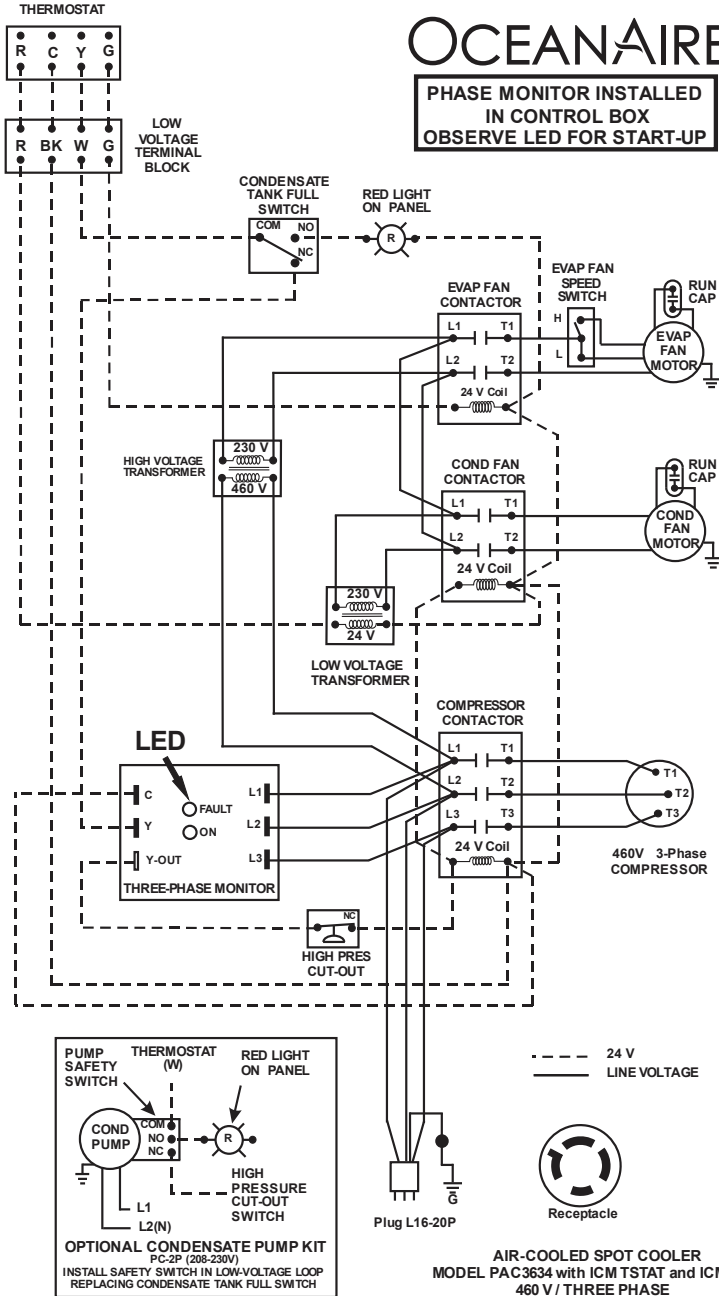 THERMOSTAT
R C Y G
OCEANAIRE
PHASE MONITOR INSTALLED
IN CONTROL BOX
OBSERVE LED FOR START-UP
R BK W G
LOW
VOLTAGE
TERMINAL
BLOCK
CONDENSATE
TANK FULL
SWITCH
COM NO
NC
RED LIGHT
ON PANEL
R
EVAP FAN
CONTACTOR
L1 T1
L2 T2
24 V Coil
EVAP FAN
SPEED
SWITCH
H
L
RUN
CAP
EVAP
FAN
MOTOR
HIGH VOLTAGE
TRANSFORMER
230 V
460 V
COND FAN
CONTACTOR
L1 T1
L2 T2
24 V Coil
RUN
CAP
COND
FAN
MOTOR
230 V
24 V
LOW VOLTAGE
TRANSFORMER
COMPRESSOR
CONTACTOR
L1 T1
L2 T2
L3 T3
24 V Coil
T1
T2
T3
460V 3-Phase
COMPRESSOR
LED
C
Y
Y-OUT
FAULT
ON
L1
L2
L3
THREE-PHASE MONITOR
NC
HIGH PRES
CUT-OUT
24 V
LINE VOLTAGE
PUMP
SAFETY
SWITCH
THERMOSTAT
(W)
RED LIGHT
ON PANEL
COND
PUMP
COM
NO
NC
R
HIGH
PRESSURE
CUT-OUT
SWITCH
L1
L2(N)
OPTIONAL CONDENSATE PUMP KIT
PC-2P (208-230V)
INSTALL SAFETY SWITCH IN LOW-VOLTAGE LOOP
REPLACING CONDENSATE TANK FULL SWITCH
G
Plug L16-20P
Receptacle
AIR-COOLED SPOT COOLER
MODEL PAC3634 with ICM TSTAT and ICM
460 V / THREE PHASE